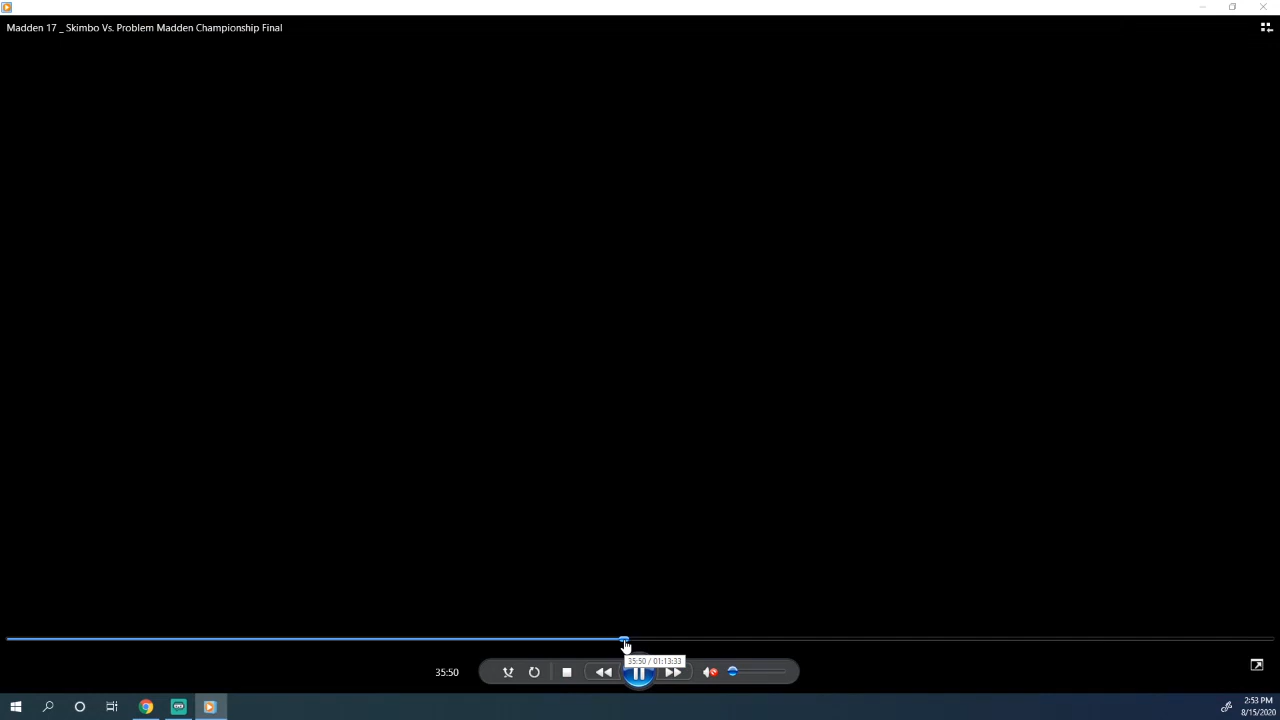 Madden 17 _ Skimbo Vs. Problem Madden Championship Final
35:50 / 01:13:33
35:50
2:53 PM
8/15/2020